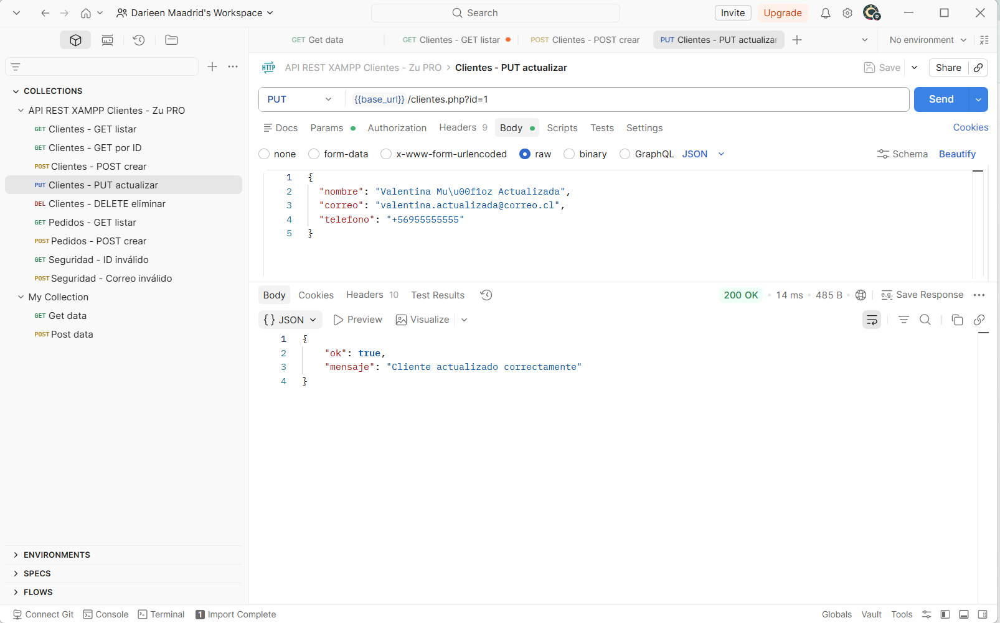 Darieen Maadrid's Workspace
Search
Invite
Upgrade
GET Get data
GET Clientes - GET listar
POST Clientes - POST crear
PUT Clientes - PUT actualizar
No environment
HTTP API REST XAMPP Clientes - Zu PRO > Clientes - PUT actualizar
Save
Share
COLLECTIONS
API REST XAMPP Clientes - Zu PRO
GET Clientes - GET listar
GET Clientes - GET por ID
POST Clientes - POST crear
PUT Clientes - PUT actualizar
DEL Clientes - DELETE eliminar
GET Pedidos - GET listar
POST Pedidos - POST crear
GET Seguridad - ID inválido
POST Seguridad - Correo inválido
My Collection
GET Get data
POST Post data
ENVIRONMENTS
SPECS
FLOWS
PUT
{{base_url}} /clientes.php?id=1
Send
Docs Params Authorization Headers 9 Body Scripts Tests Settings
Cookies
none form-data x-www-form-urlencoded raw binary GraphQL JSON
Schema Beautify
1 {
2 "nombre": "Valentina Mu\u00f1oz Actualizada",
3 "correo": "valentina.actualizada@correo.cl",
4 "telefono": "+56955555555"
5 }
Body Cookies Headers 10 Test Results
200 OK • 14 ms • 485 B •
e.g. Save Response
{} JSON Preview Visualize
1 {
2 "ok": true,
3 "mensaje": "Cliente actualizado correctamente"
4 }
Connect Git Console Terminal 1 Import Complete
Globals Vault Tools